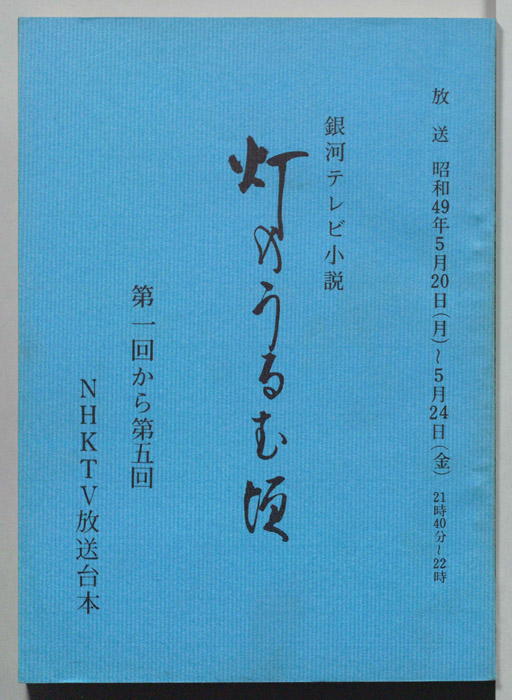 放送 昭和49年5月20日(月)~5月24日(金) 21時40分~22時
銀河テレビ小説
灯のうるむ頃
第一回から第五回
NHKTV放送台本